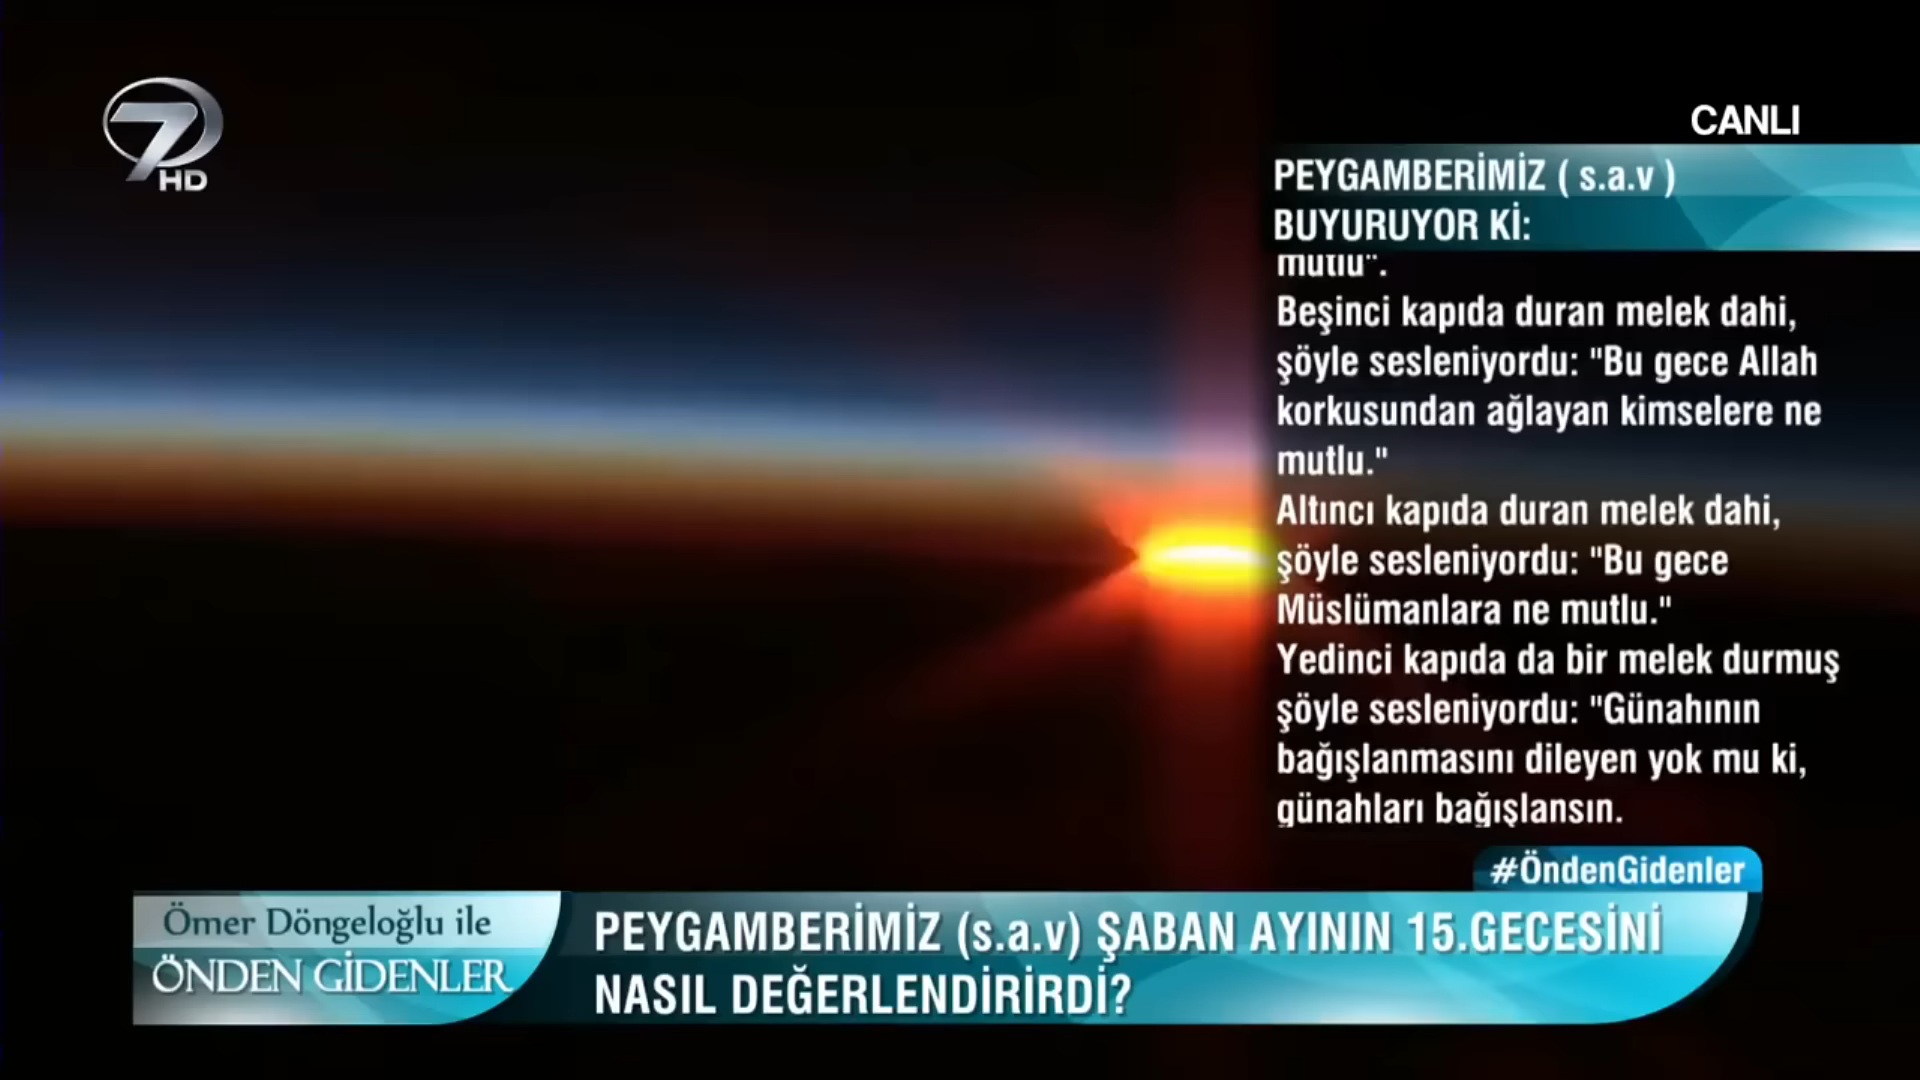 7
HD
CANLI
PEYGAMBERİMİZ ( s.a.v )
BUYURUYOR Kİ:
mutlu".
Beşinci kapıda duran melek dahi,
şöyle sesleniyordu: "Bu gece Allah
korkusundan ağlayan kimselere ne
mutlu."
Altıncı kapıda duran melek dahi,
şöyle sesleniyordu: "Bu gece
Müslümanlara ne mutlu."
Yedinci kapıda da bir melek durmuş
şöyle sesleniyordu: "Günahının
bağışlanmasını dileyen yok mu ki,
günahları bağışlansın.
#ÖndenGidenler
Ömer Döngeloğlu ile
ÖNDEN GİDENLER
PEYGAMBERİMİZ (s.a.v) ŞABAN AYININ 15.GECESİNİ
NASIL DEĞERLENDİRİRDİ?